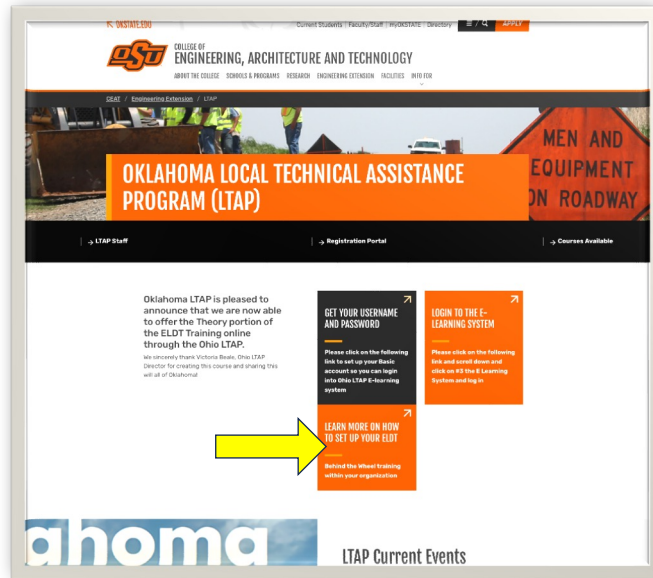 OKSTATE.EDU
Current Students | Faculty/Staff | myOKSTATE | Directory
/
APPLY
OSU
COLLEGE OF
ENGINEERING, ARCHITECTURE AND TECHNOLOGY
ABOUT THE COLLEGE SCHOOLS & PROGRAMS RESEARCH ENGINEERING EXTENSION FACILITIES INFO FOR
CEAT / Engineering Extension / LTAP
MEN AND
EQUIPMENT
ON ROADWAY
OKLAHOMA LOCAL TECHNICAL ASSISTANCE
PROGRAM (LTAP)
→ LTAP Staff
→ Registration Portal
→ Courses Available
Oklahoma LTAP is pleased to
announce that we are now able
to offer the Theory portion of
the ELDT Training online
through the Ohio LTAP.
We sincerely thank Victoria Beale, Ohio LTAP
Director for creating this course and sharing this
will all of Oklahoma!
GET YOUR USERNAME
AND PASSWORD
Please click on the following
link to set up your Basic
account so you can login
into Ohio LTAP E-learning
system
LOGIN TO THE E-
LEARNING SYSTEM
Please click on the following
link and scroll down and
click on #3 the E Learning
System and log in
LEARN MORE ON HOW
TO SET UP YOUR ELDT
Behind the Wheel training
within your organization
ahoma
LTAP Current Events